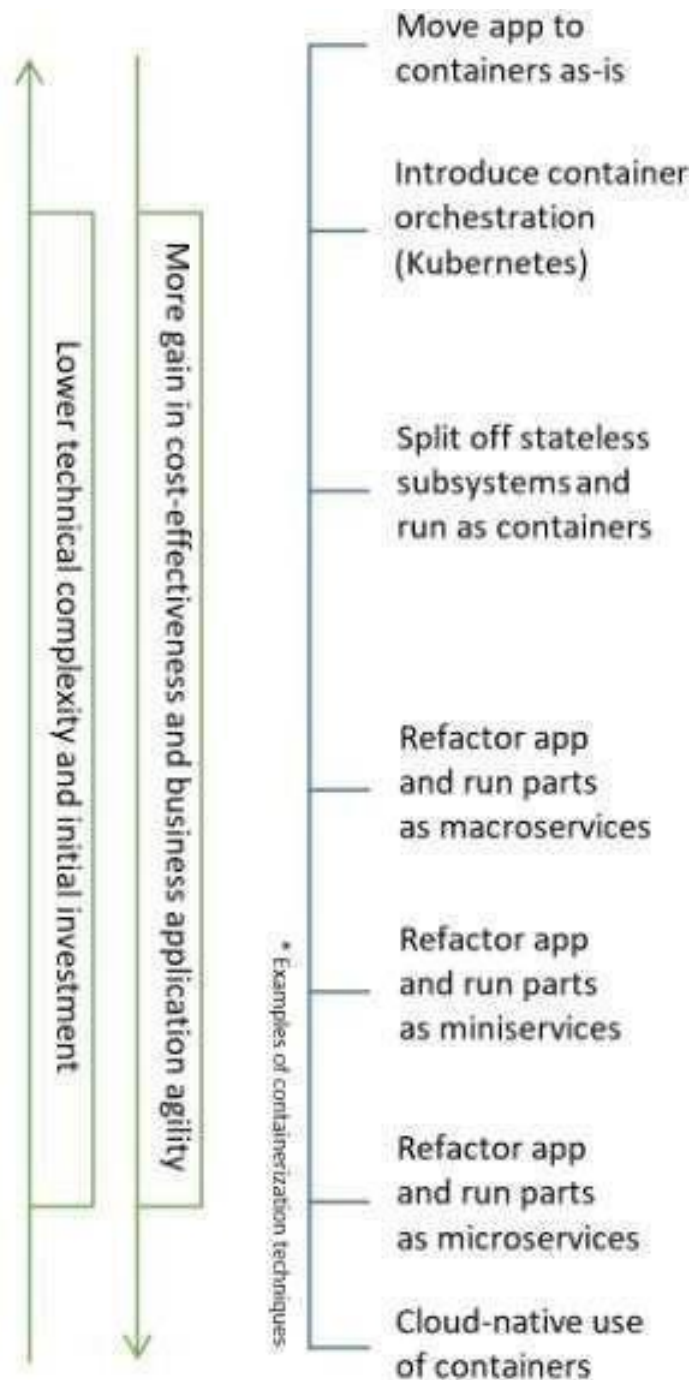 Move app to
containers as-is
Introduce container
orchestration
(Kubernetes)
Split off stateless
subsystems and
run as containers
Refactor app
and run parts
as macroservices
Refactor app
and run parts
as miniservices
Refactor app
and run parts
as microservices
Cloud-native use
of containers
Lower technical complexity and initial investment
More gain in cost-effectiveness and business application agility
* Examples of containerization techniques